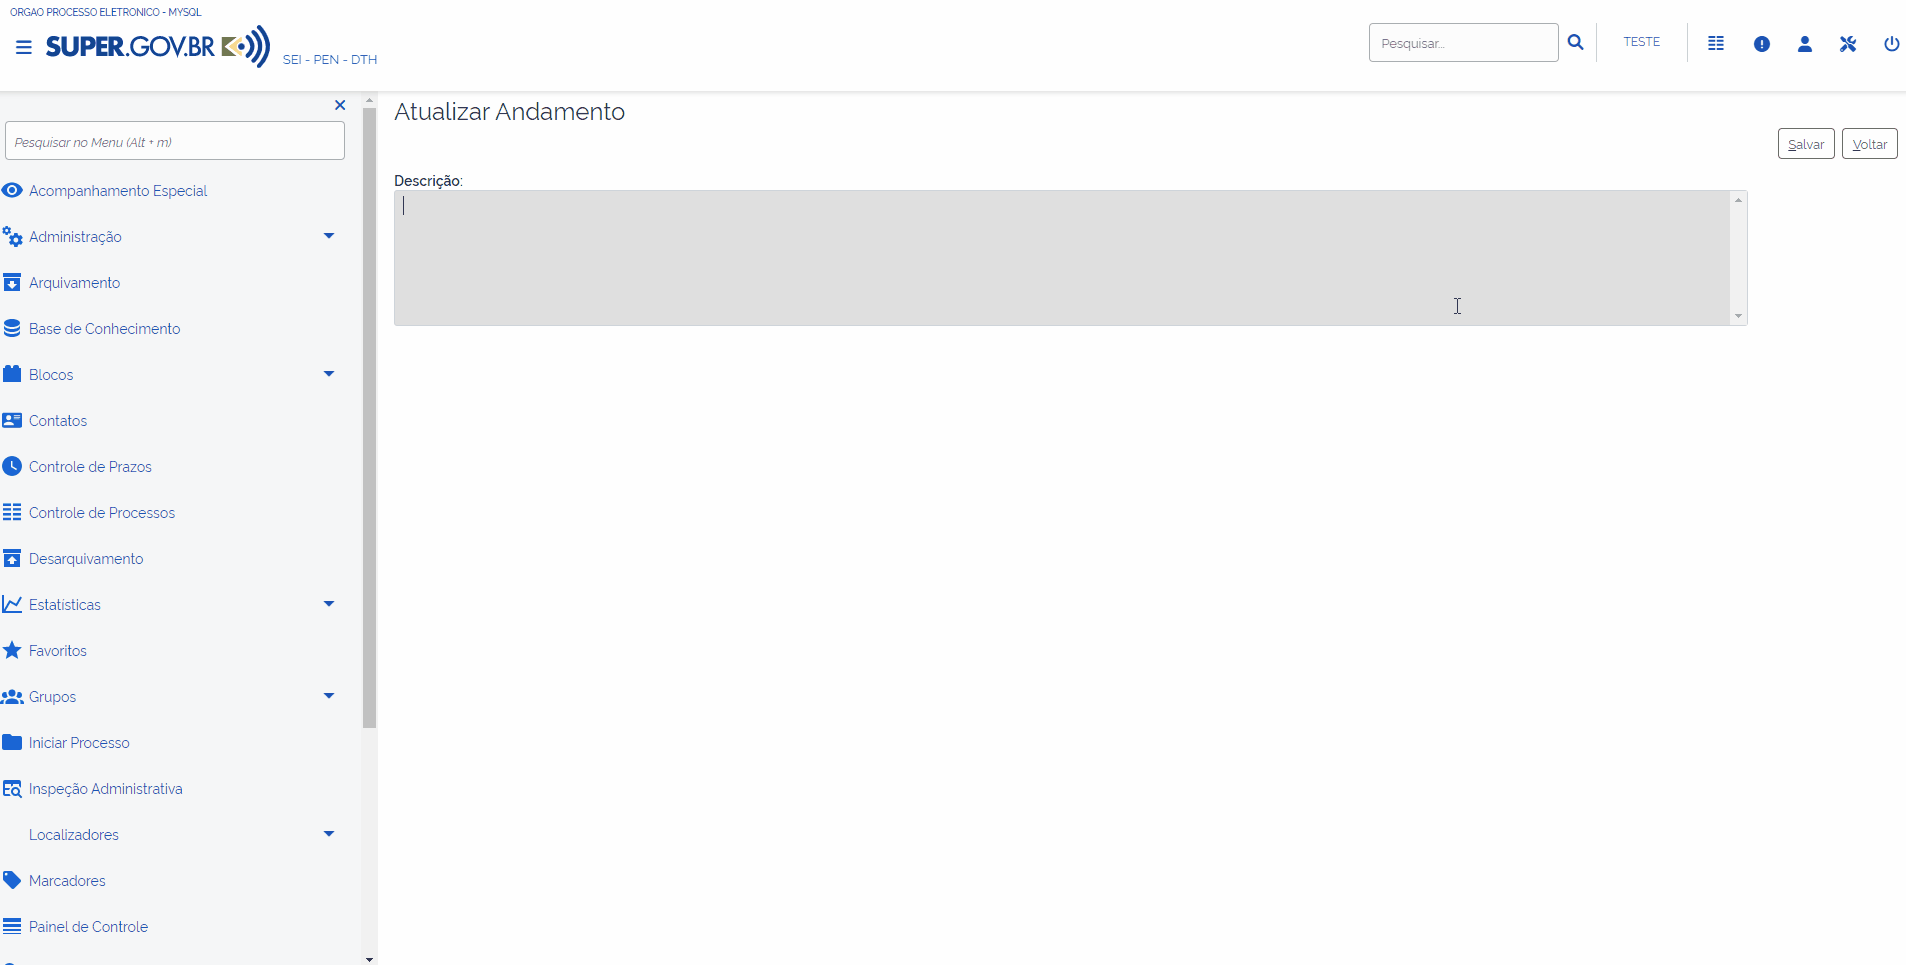 ORGAO PROCESSO ELETRONICO - MYSQL
SUPER.GOV.BR
SEI - PEN - DTH
Pesquisar...
TESTE
Pesquisar no Menu (Alt + m)
Acompanhamento Especial
Administração
Arquivamento
Base de Conhecimento
Blocos
Contatos
Controle de Prazos
Controle de Processos
Desarquivamento
Estatísticas
Favoritos
Grupos
Iniciar Processo
Inspeção Administrativa
Localizadores
Marcadores
Painel de Controle
Atualizar Andamento
Salvar
Voltar
Descrição: